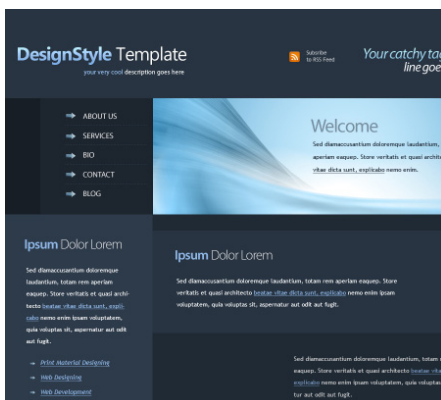 DesignStyle Template
your very cool description goes here
Subcribe
to RSS Feed
Your catchy tag
line goe
ABOUT US
SERVICES
BIO
CONTACT
BLOG
Welcome
Sed diamaccusantium doloremque laudantium,
aperiam eaquep. Store veritatis et quasi archite
vitae dicta sunt, explicabo nemo enim.
Ipsum Dolor Lorem
Sed diamaccusantium doloremque
laudantium, totam rem aperiam
eaquep. Store veritatis et quasi archi-
tecto beatae vitae dicta sunt, expli-
cabo nemo enim ipsam voluptatem,
quia voluptas sit, aspernatur aut odit
aut fugit.
Print Material Designing
Web Designing
Web Development
Ipsum Dolor Lorem
Sed diamaccusantium doloremque laudantium, totam rem aperiam eaquep. Store
veritatis et quasi architecto beatae vitae dicta sunt, explicabo nemo enim ipsam
voluptatem, quia voluptas sit, aspernatur aut odit aut fugit.
Sed diamaccusantium doloremque laudantium, totam
eaquep. Store veritatis et quasi architecto beatae vita
explicabo nemo enim ipsam voluptatem, quia voluptas
tur aut odit aut fugit.